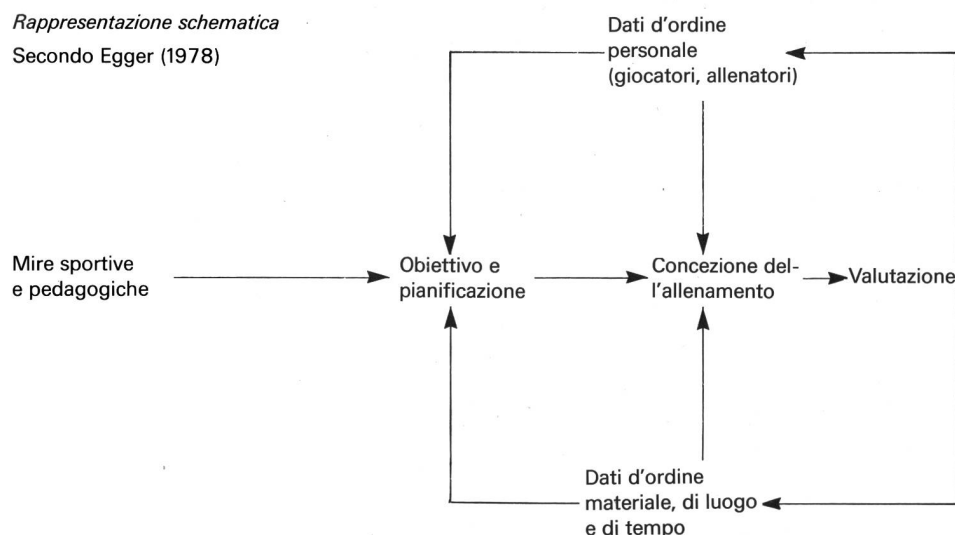 Rappresentazione schematica
Secondo Egger (1978)
Dati d'ordine
personale
(giocatori, allenatori)
Mire sportive
e pedagogiche
Obiettivo e
pianificazione
Concezione del-
l'allenamento
Valutazione
Dati d'ordine
materiale, di luogo
e di tempo